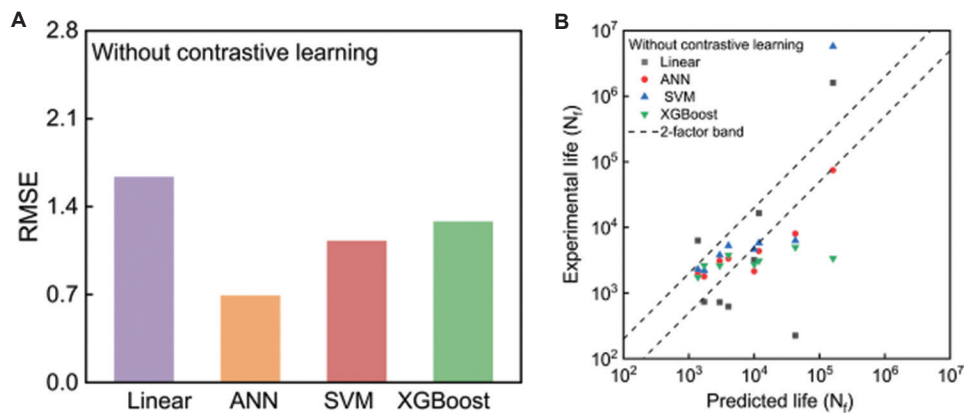 A
2.8
2.1
1.4
0.7
0.0
RMSE
Without contrastive learning
Linear
ANN
SVM
XGBoost
B
10⁷
10⁶
10⁵
10⁴
10³
10²
Experimental life (Nf)
Without contrastive learning
Linear
ANN
SVM
XGBoost
2-factor band
10² 10³ 10⁴ 10⁵ 10⁶ 10⁷
Predicted life (Nf)